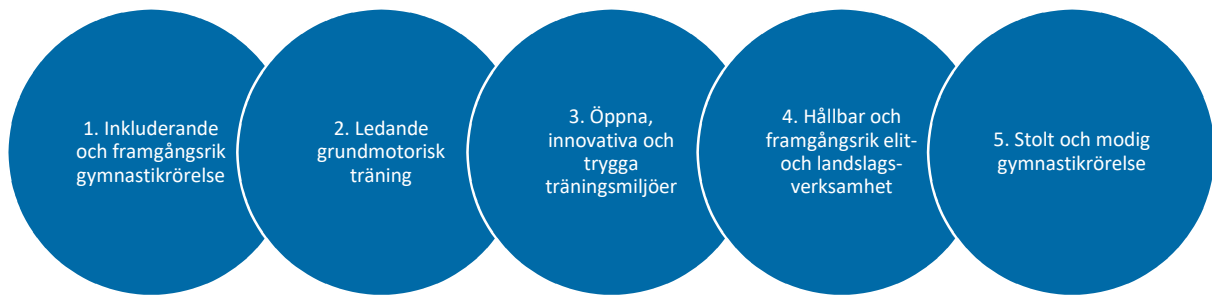 1. Inkluderande
och framgångsrik
gymnastikrörelse
2. Ledande
grundmotorisk
träning
3. Öppna,
innovativa och
trygga
träningsmiljöer
4. Hållbar och
framgångsrik elit-
och landslags-
verksamhet
5. Stolt och modig
gymnastikrörelse